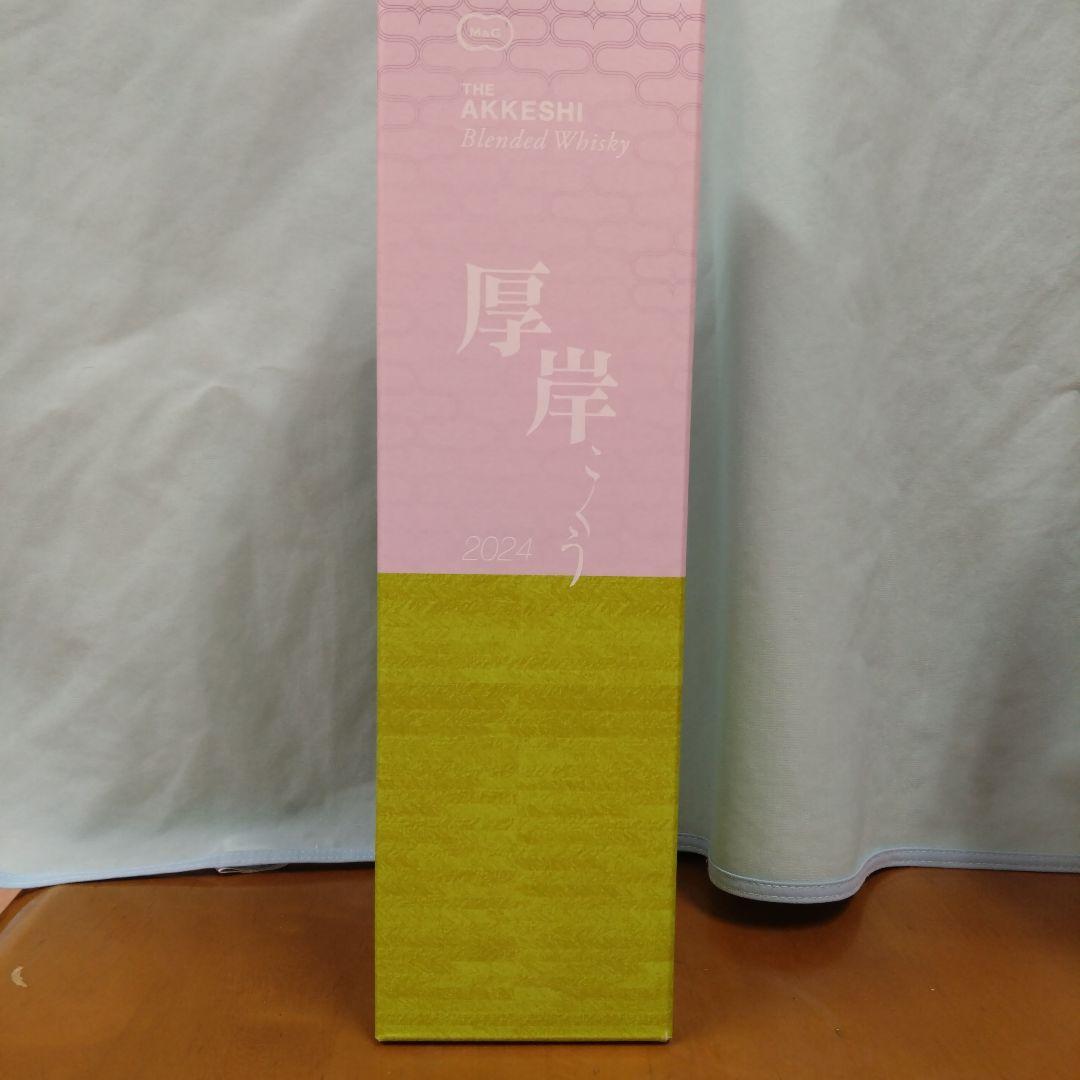 M&G
THE
AKKESHI
Blended Whisky
厚岸
こくう
2024